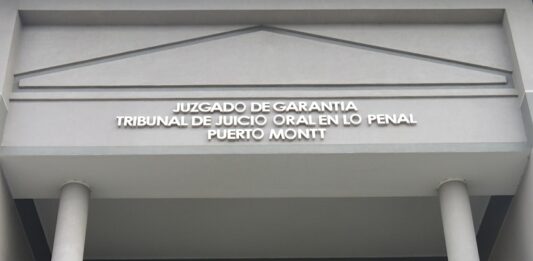 JUZGADO DE GARANTIA
TRIBUNAL DE JUICIO ORAL EN LO PENAL
PUERTO MONTT